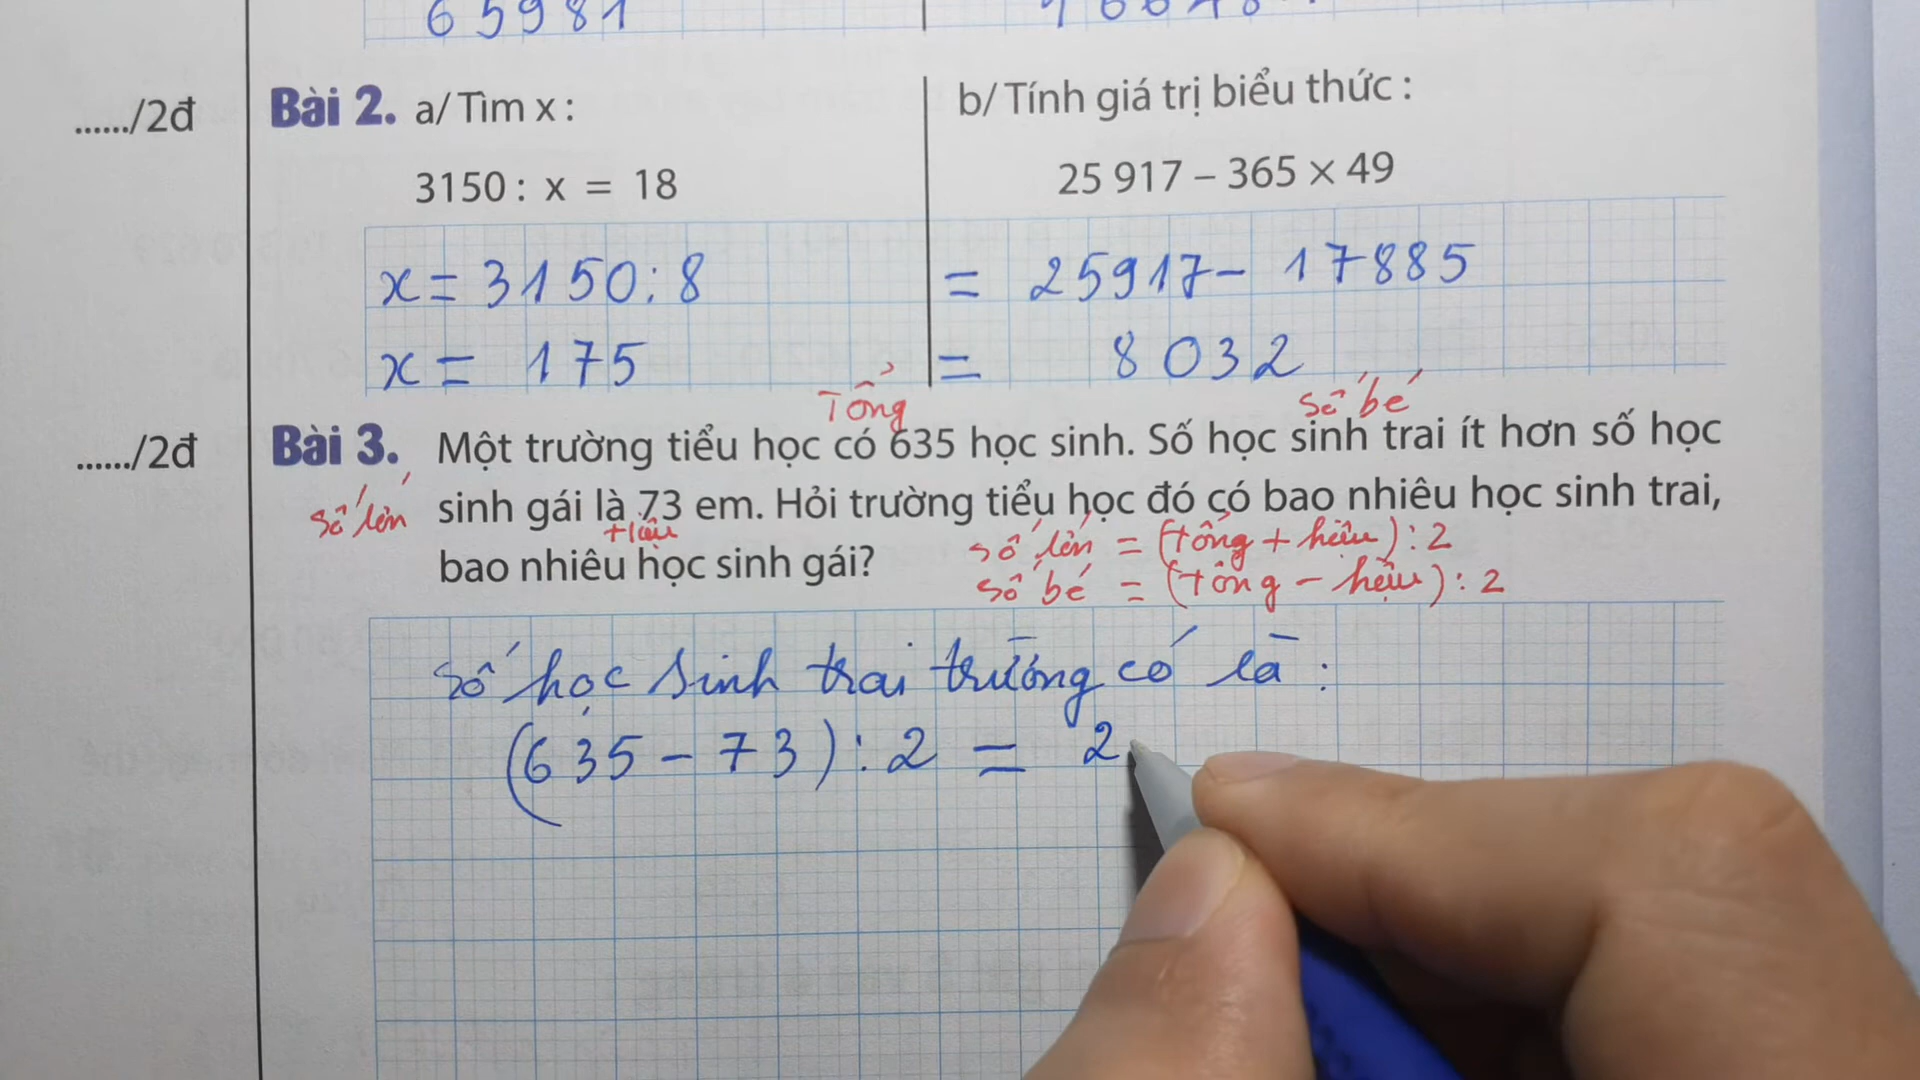 65981
....../2đ
Bài 2. a/ Tìm x :
b/ Tính giá trị biểu thức :
3150 : x = 18
25 917 – 365 × 49
x = 3150 : 8
= 25917 - 17885
x = 175
= 8032
Tổng
số bé
....../2đ
Bài 3. Một trường tiểu học có 635 học sinh. Số học sinh trai ít hơn số học
số lớn
sinh gái là 73 em. Hỏi trường tiểu học đó có bao nhiêu học sinh trai,
số lớn = (tổng + hiệu) : 2
bao nhiêu học sinh gái?
số bé = (tổng - hiệu) : 2
Số học sinh trai trường có là :
(635 - 73) : 2 = 2